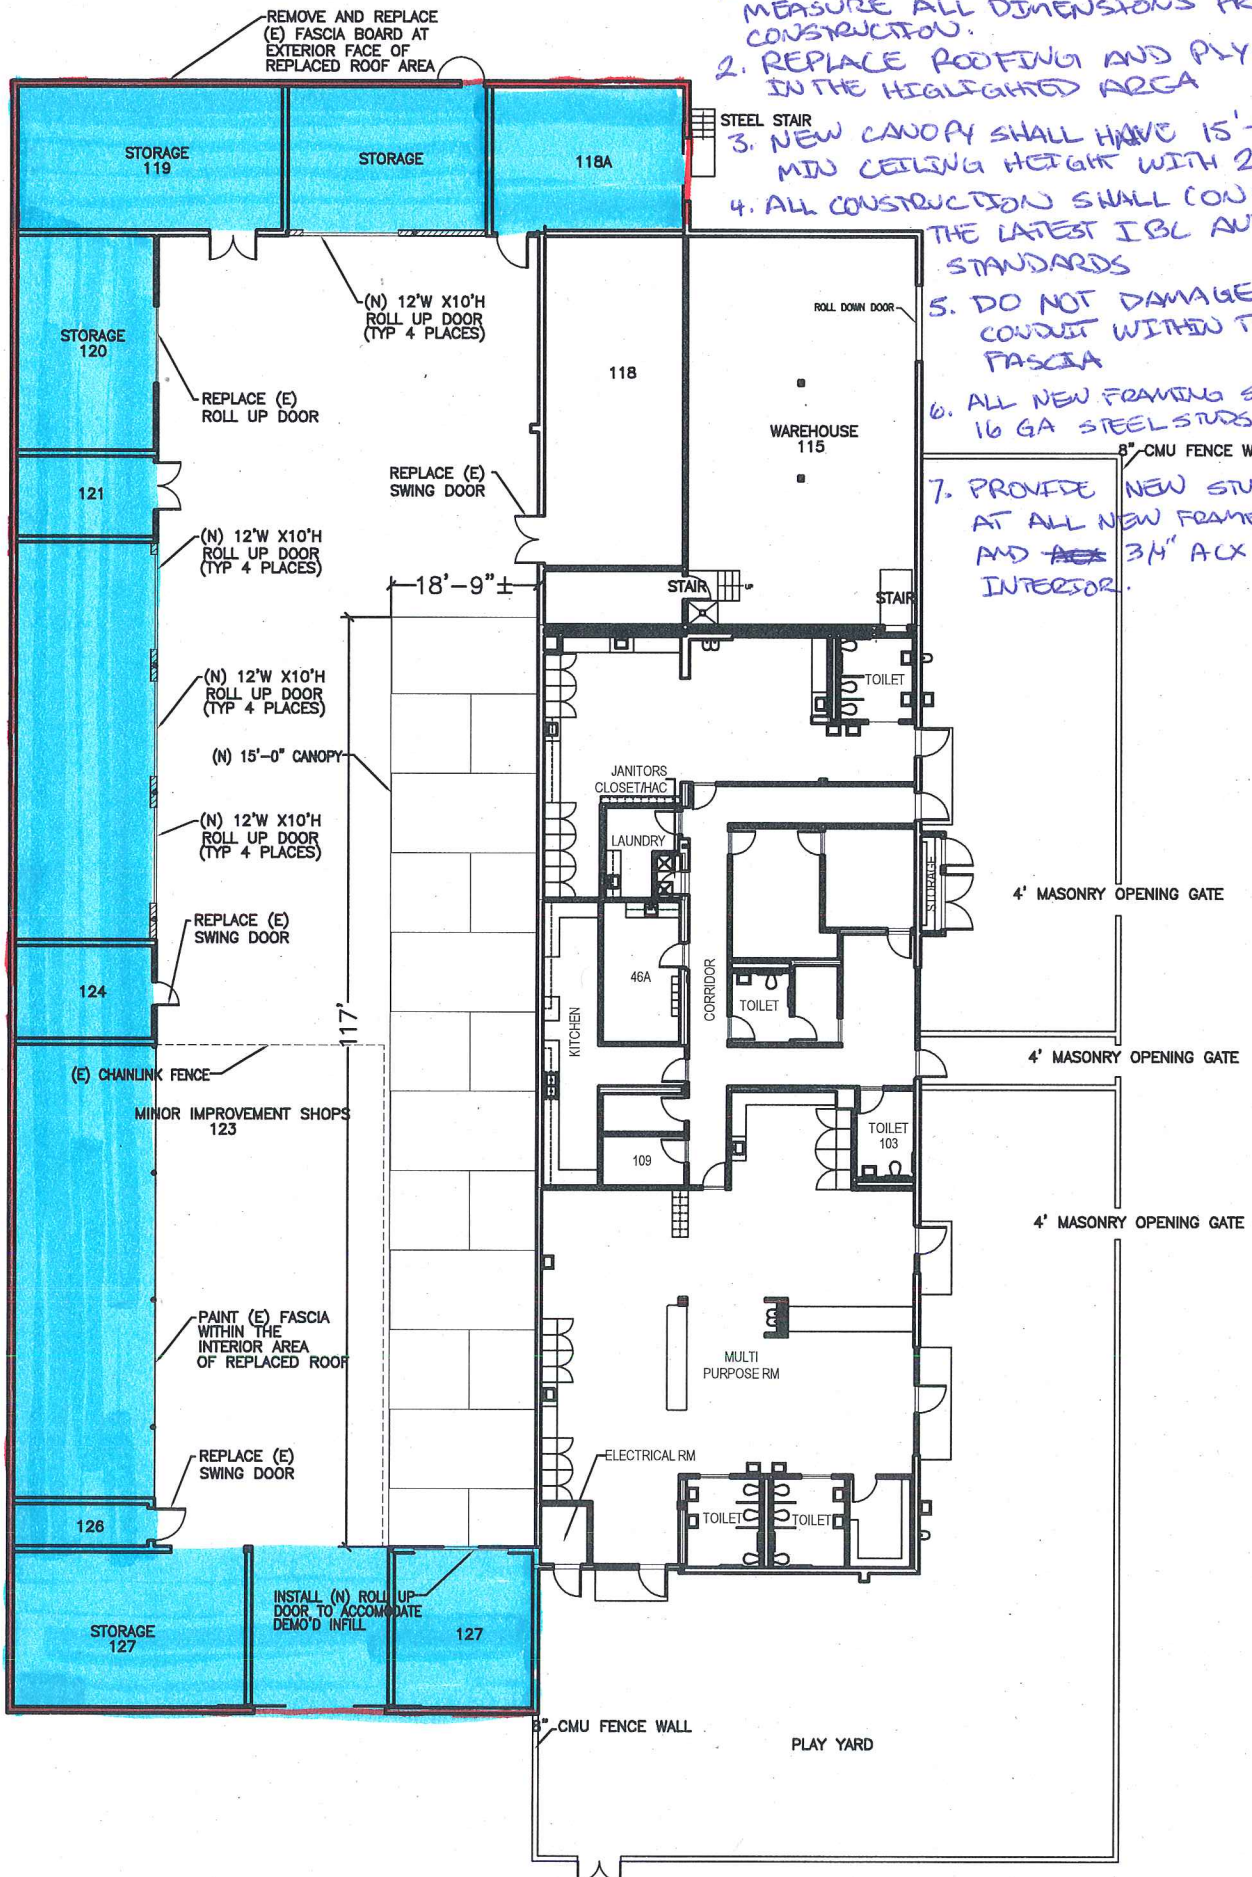 REMOVE AND REPLACE
(E) FASCIA BOARD AT
EXTERIOR FACE OF
REPLACED ROOF AREA
MEASURE ALL DIMENSIONS
CONSTRUCTION.
2. REPLACE ROOFING AND PLY
IN THE HIGLIGHTED AREA
3. NEW CANOPY SHALL HAVE 15'-
MIN CEILING HEIGHT WITH 2
4. ALL CONSTRUCTION SHALL CON
THE LATEST IBC AN
STANDARDS
5. DO NOT DAMAGE
CONDUIT WITHIN T
FASCIA
6. ALL NEW FRAMING S
16 GA STEEL STUDS
7. PROVIDE NEW STU
AT ALL NEW FRAM
AND ACX 3/4" ACX
INTERIOR.
STEEL STAIR
STORAGE
119
STORAGE
118A
(N) 12'W X10'H
ROLL UP DOOR
(TYP 4 PLACES)
ROLL DOWN DOOR
STORAGE
120
118
REPLACE (E)
ROLL UP DOOR
WAREHOUSE
115
8" CMU FENCE W
REPLACE (E)
SWING DOOR
121
(N) 12'W X10'H
ROLL UP DOOR
(TYP 4 PLACES)
18'-9"±
STAIR
UP
STAIR
(N) 12'W X10'H
ROLL UP DOOR
(TYP 4 PLACES)
TOILET
(N) 15'-0" CANOPY
JANITORS
CLOSET/HAC
(N) 12'W X10'H
ROLL UP DOOR
(TYP 4 PLACES)
LAUNDRY
STORAGE
4' MASONRY OPENING GATE
REPLACE (E)
SWING DOOR
124
46A
CORRIDOR
TOILET
117'
KITCHEN
4' MASONRY OPENING GATE
(E) CHAINLINK FENCE
MINOR IMPROVEMENT SHOPS
123
TOILET
103
109
4' MASONRY OPENING GATE
PAINT (E) FASCIA
WITHIN THE
INTERIOR AREA
OF REPLACED ROOF
MULTI
PURPOSE RM
REPLACE (E)
SWING DOOR
ELECTRICAL RM
126
TOILET
TOILET
INSTALL (N) ROLL UP
DOOR TO ACCOMODATE
DEMO'D INFILL
STORAGE
127
127
8" CMU FENCE WALL
PLAY YARD